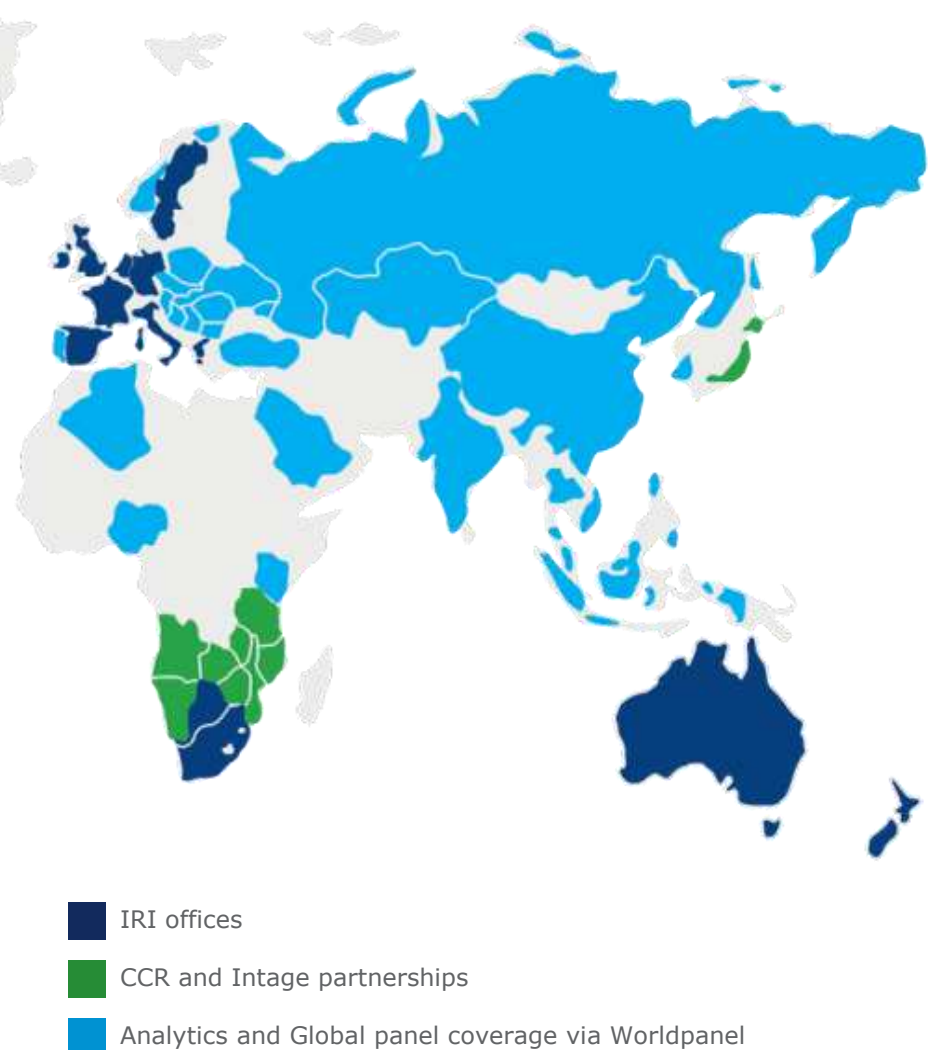 IRI offices
CCR and Intage partnerships
Analytics and Global panel coverage via Worldpanel